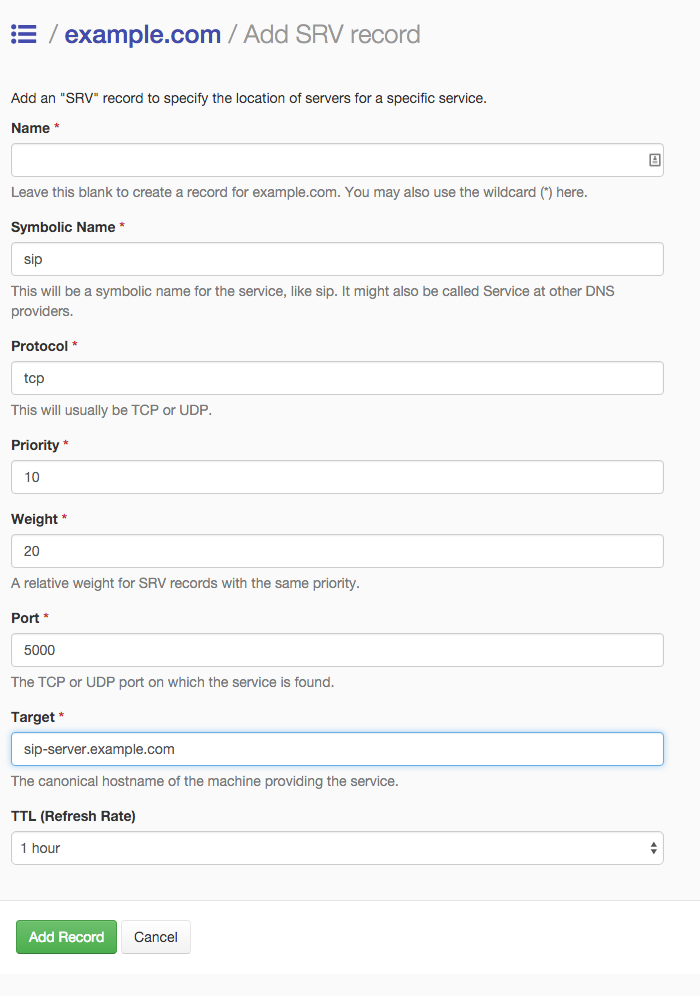 / example.com / Add SRV record
Add an "SRV" record to specify the location of servers for a specific service.
Name *
Leave this blank to create a record for example.com. You may also use the wildcard (*) here.
Symbolic Name *
sip
This will be a symbolic name for the service, like sip. It might also be called Service at other DNS
providers.
Protocol *
tcp
This will usually be TCP or UDP.
Priority *
10
Weight *
20
A relative weight for SRV records with the same priority.
Port *
5000
The TCP or UDP port on which the service is found.
Target *
sip-server.example.com
The canonical hostname of the machine providing the service.
TTL (Refresh Rate)
1 hour
Add Record Cancel